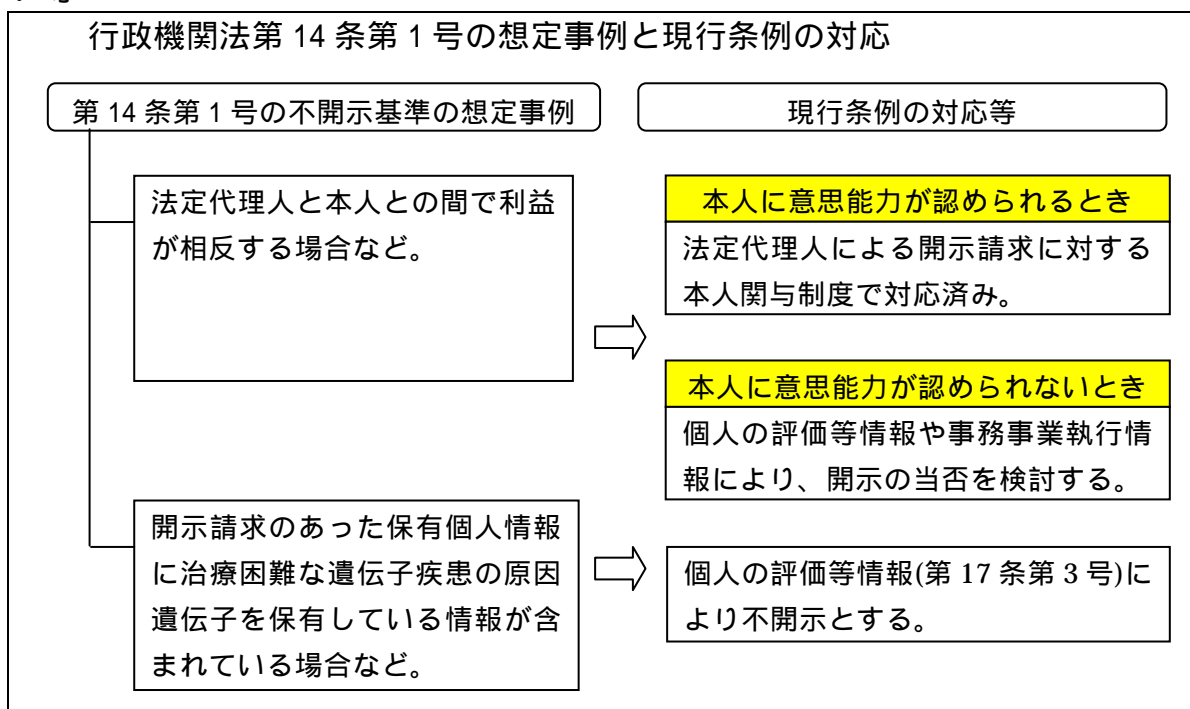 行政機関法第 14 条第 1 号の想定事例と現行条例の対応
第 14 条第 1 号の不開示基準の想定事例
現行条例の対応等
法定代理人と本人との間で利益
が相反する場合など。
本人に意思能力が認められるとき
法定代理人による開示請求に対する
本人関与制度で対応済み。
本人に意思能力が認められないとき
個人の評価等情報や事務事業執行情
報により、開示の当否を検討する。
開示請求のあった保有個人情報
に治療困難な遺伝子疾患の原因
遺伝子を保有している情報が含
まれている場合など。
個人の評価等情報(第 17 条第 3 号)に
より不開示とする。